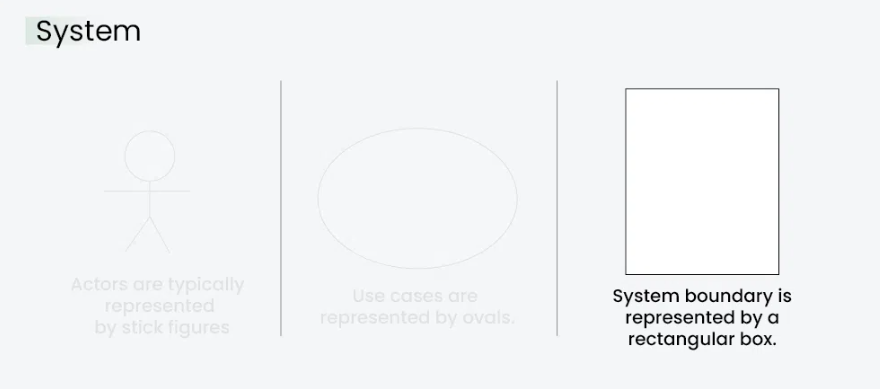 System
Actors are typically
represented
by stick figures
Use cases are
represented by ovals.
System boundary is
represented by a
rectangular box.